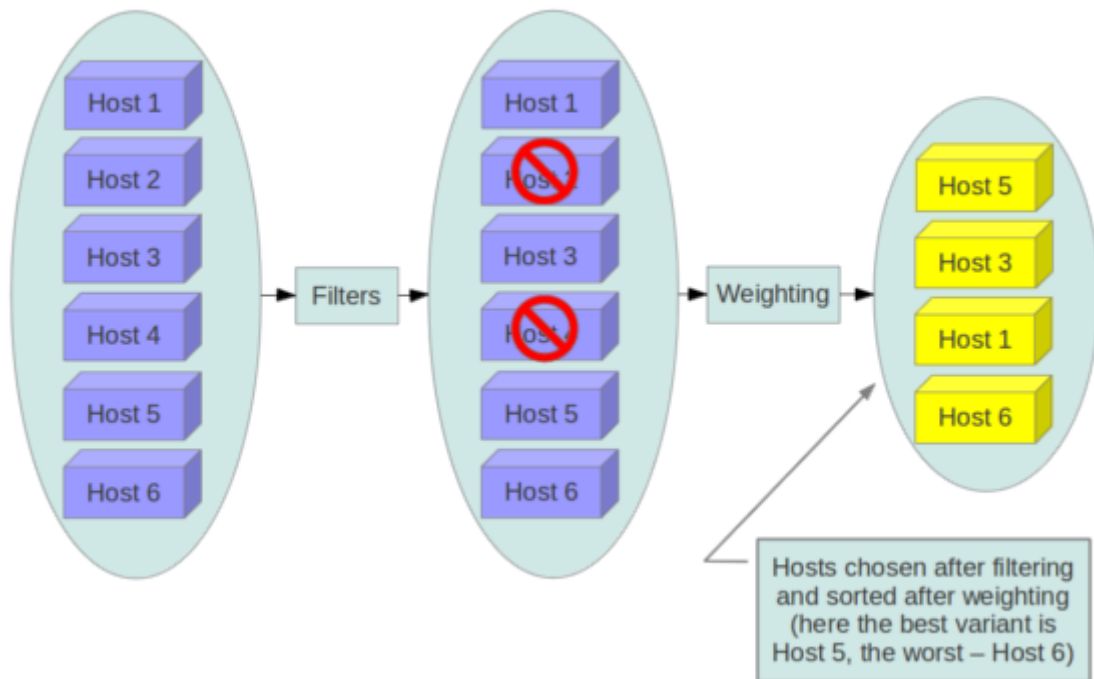 Host 1
Host 2
Host 3
Host 4
Host 5
Host 6
Filters
Host 1
Host 3
Host 5
Host 6
Weighting
Host 5
Host 3
Host 1
Host 6
Hosts chosen after filtering
and sorted after weighting
(here the best variant is
Host 5, the worst – Host 6)